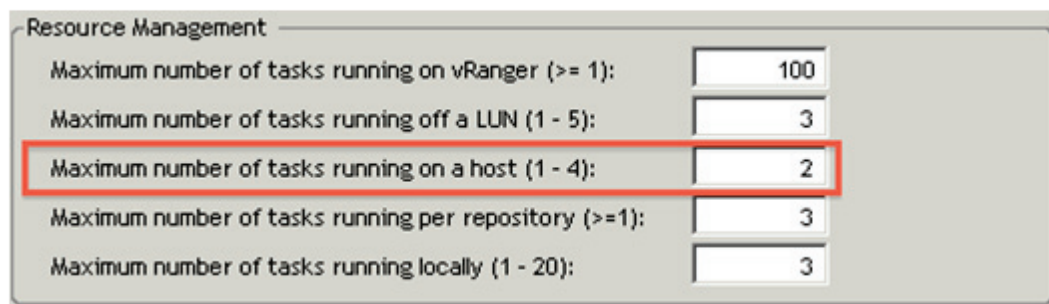 Resource Management
Maximum number of tasks running on vRanger (>= 1): 100
Maximum number of tasks running off a LUN (1 - 5): 3
Maximum number of tasks running on a host (1 - 4): 2
Maximum number of tasks running per repository (>=1): 3
Maximum number of tasks running locally (1 - 20): 3